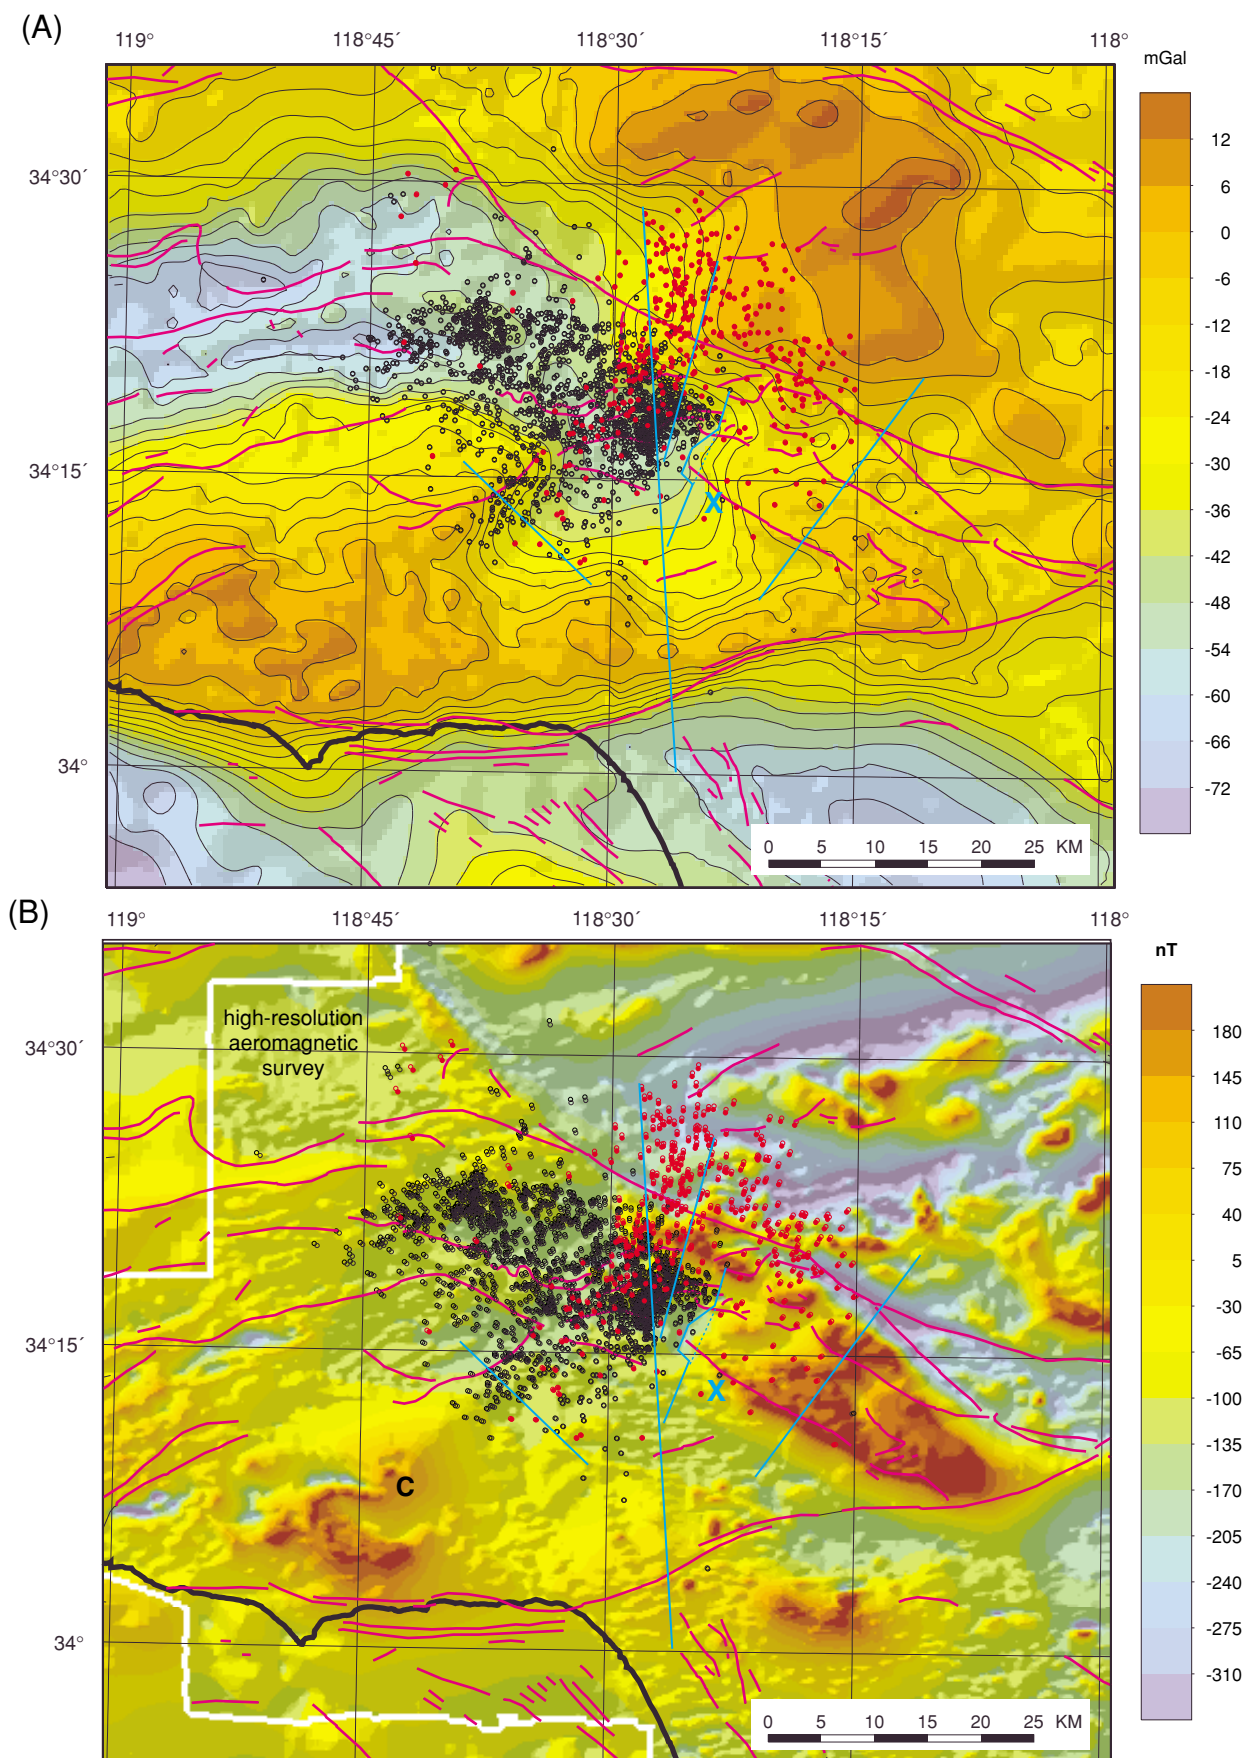 (A)
119° 118°45´ 118°30´ 118°15´ 118°
mGal
12
6
34°30´
0
-6
-12
-18
-24
34°15´
-30
X
-36
-42
-48
-54
-60
-66
34°
-72
0 5 10 15 20 25 KM
(B)
119° 118°45´ 118°30´ 118°15´ 118°
nT
high-resolution
aeromagnetic
survey
180
34°30´
145
110
75
40
5
-30
34°15´
-65
X
-100
-135
C
-170
-205
-240
34°
-275
-310
0 5 10 15 20 25 KM